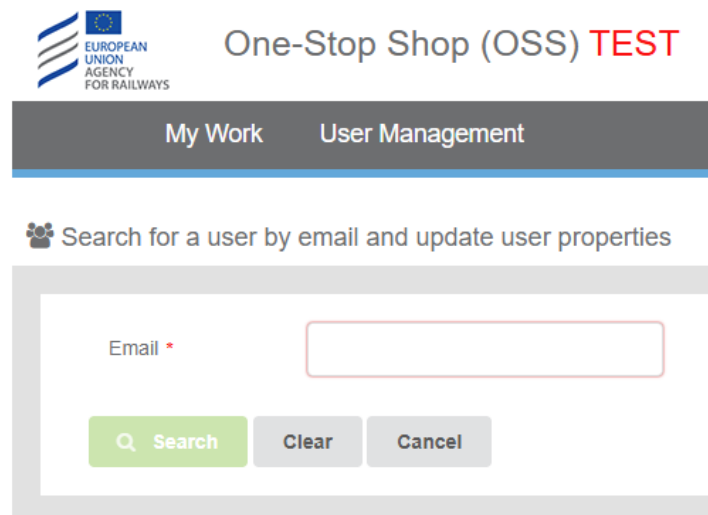 EUROPEAN
UNION
AGENCY
FOR RAILWAYS
One-Stop Shop (OSS) TEST
My Work User Management
Search for a user by email and update user properties
Email *
Search Clear Cancel